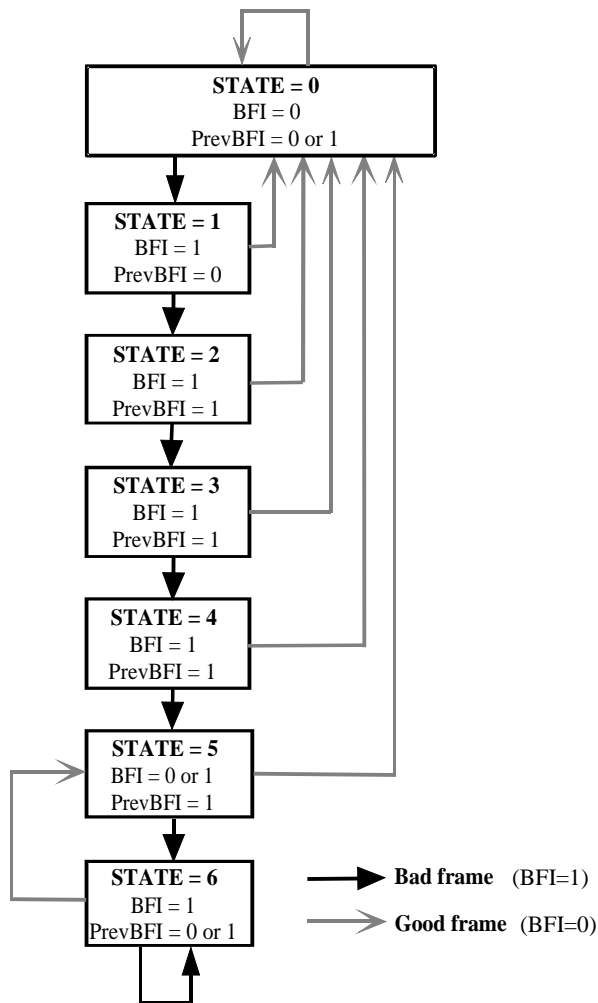 STATE = 0
BFI = 0
PrevBFI = 0 or 1
STATE = 1
BFI = 1
PrevBFI = 0
STATE = 2
BFI = 1
PrevBFI = 1
STATE = 3
BFI = 1
PrevBFI = 1
STATE = 4
BFI = 1
PrevBFI = 1
STATE = 5
BFI = 0 or 1
PrevBFI = 1
STATE = 6
BFI = 1
PrevBFI = 0 or 1
Bad frame (BFI=1)
Good frame (BFI=0)